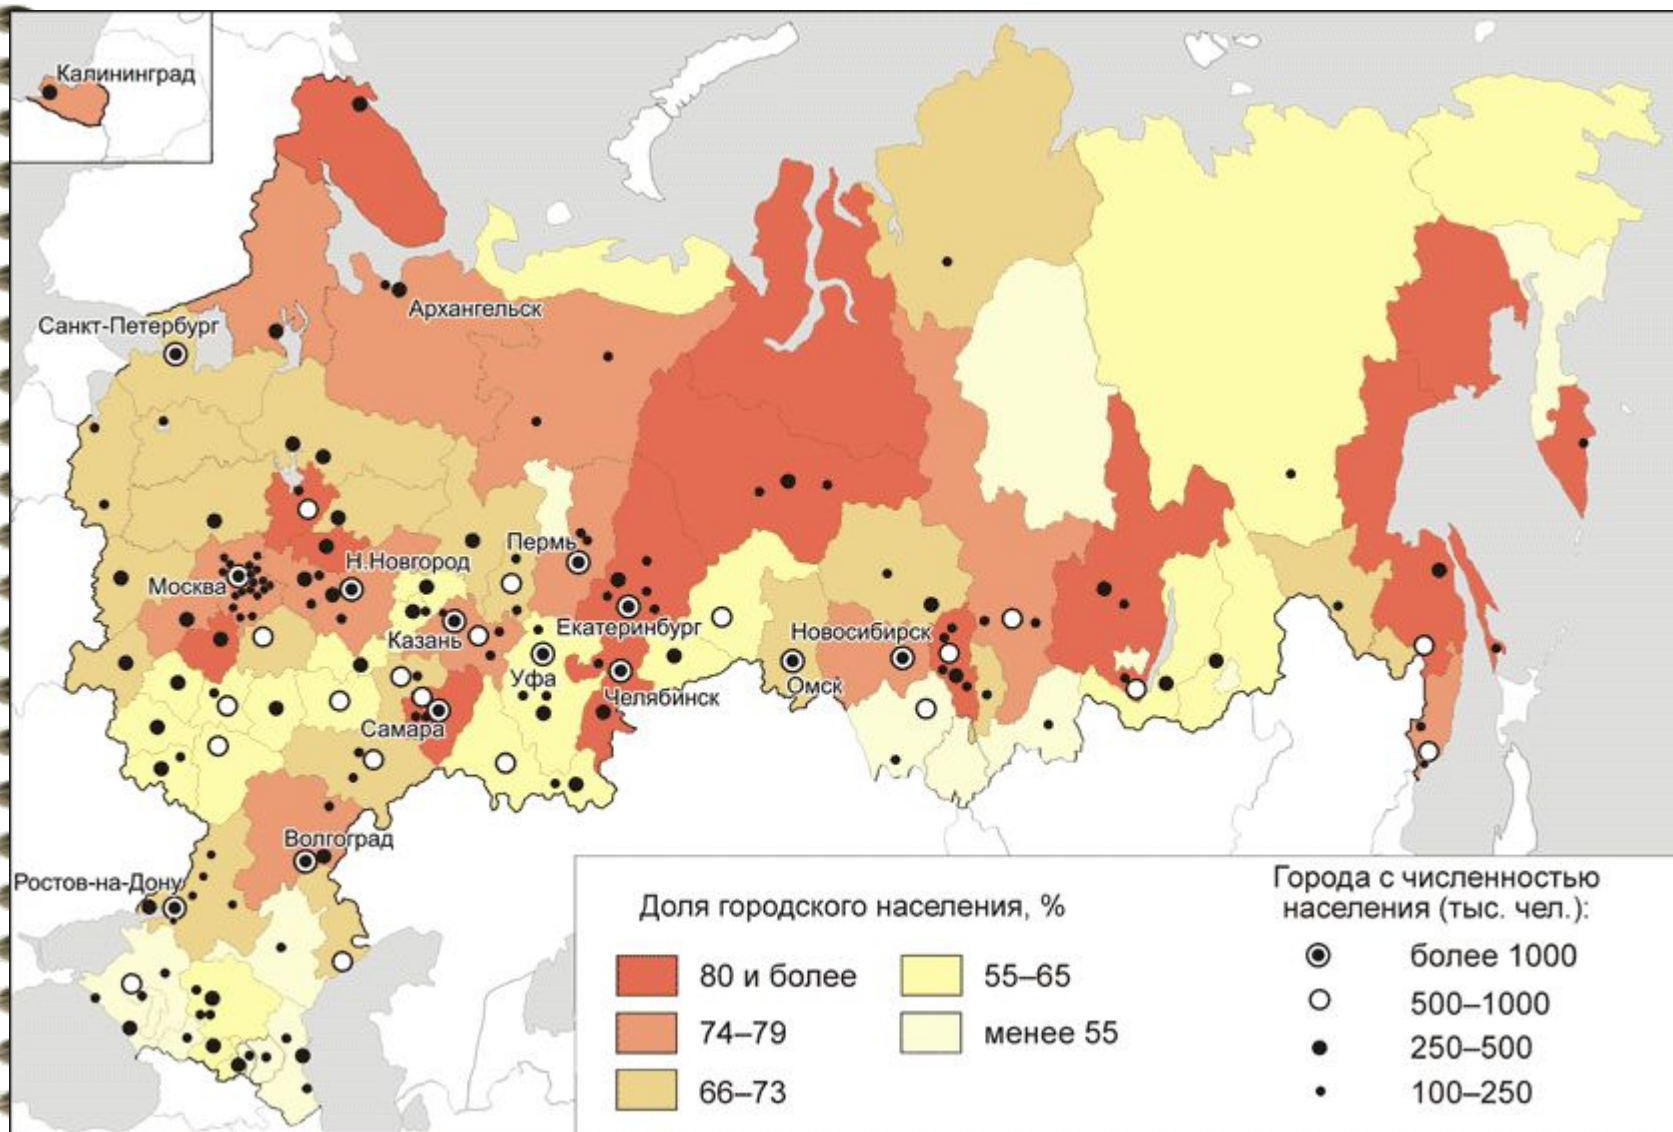 Калининград
Санкт-Петербург
Архангельск
Москва
Н.Новгород
Пермь
Казань
Екатеринбург
Уфа
Челябинск
Самара
Новосибирск
Омск
Волгоград
Ростов-на-Дону
Доля городского населения, %
80 и более
74–79
66–73
55–65
менее 55
Города с численностью
населения (тыс. чел.):
более 1000
500–1000
250–500
100–250